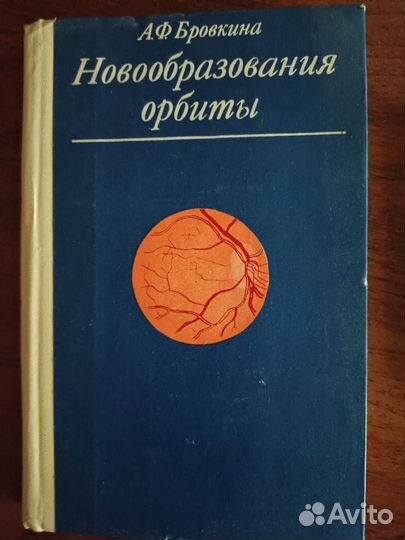 А Ф Бровкина
Новообразования
орбиты
Avito